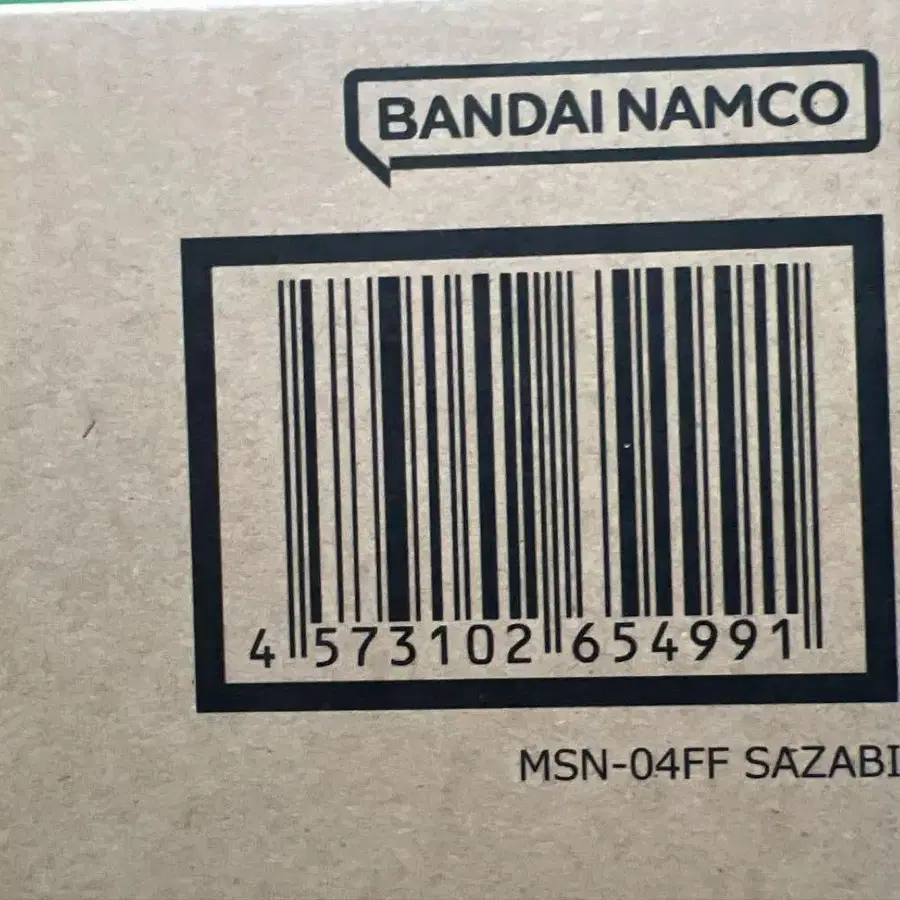 BANDAI NAMCO
4 573102 654991
MSN-04FF SAZABI